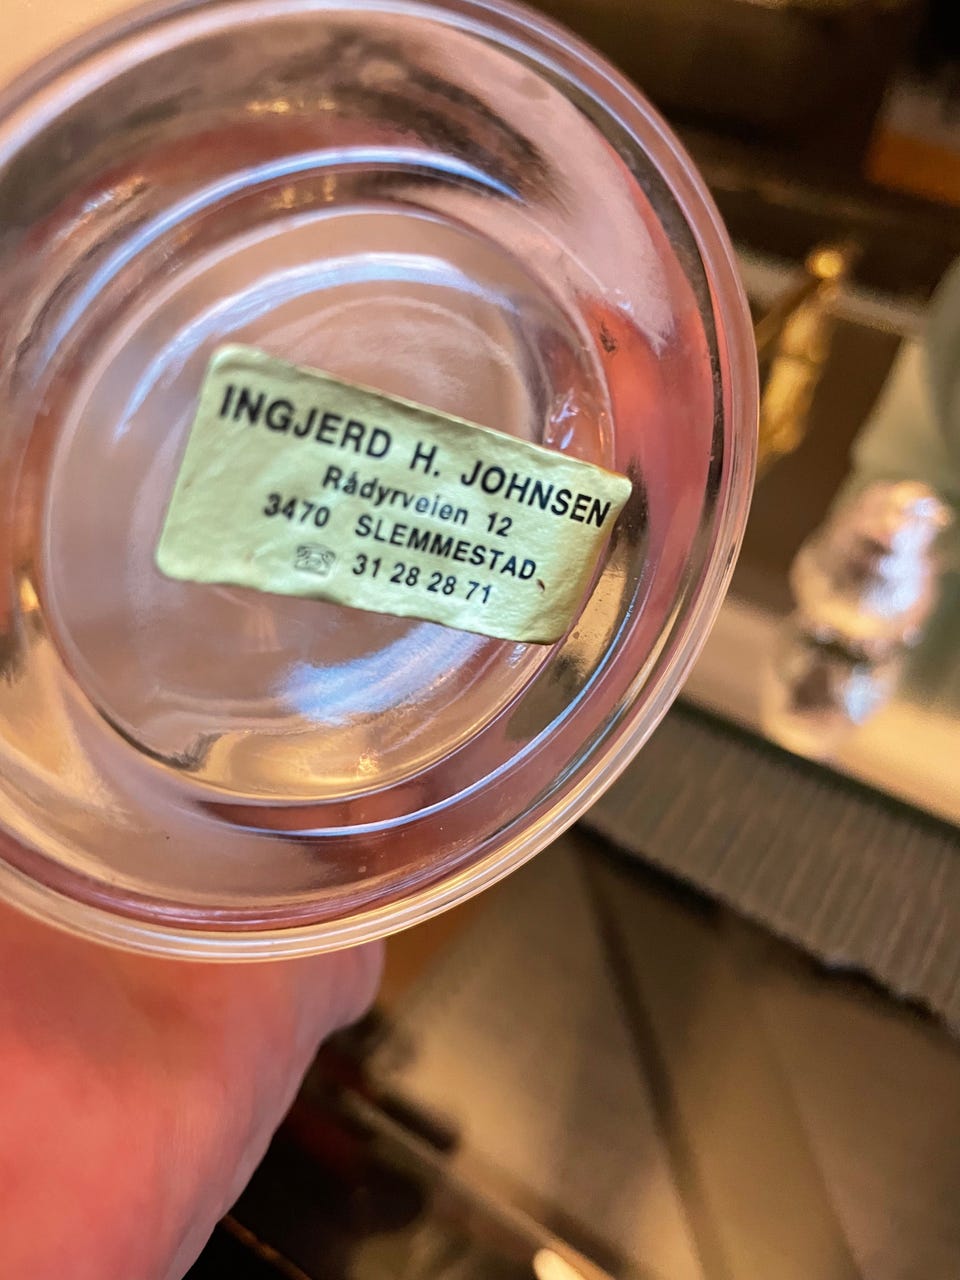 INGJERD H. JOHNSEN
Rådyrveien 12
3470 SLEMMESTAD
☏ 31 28 28 71